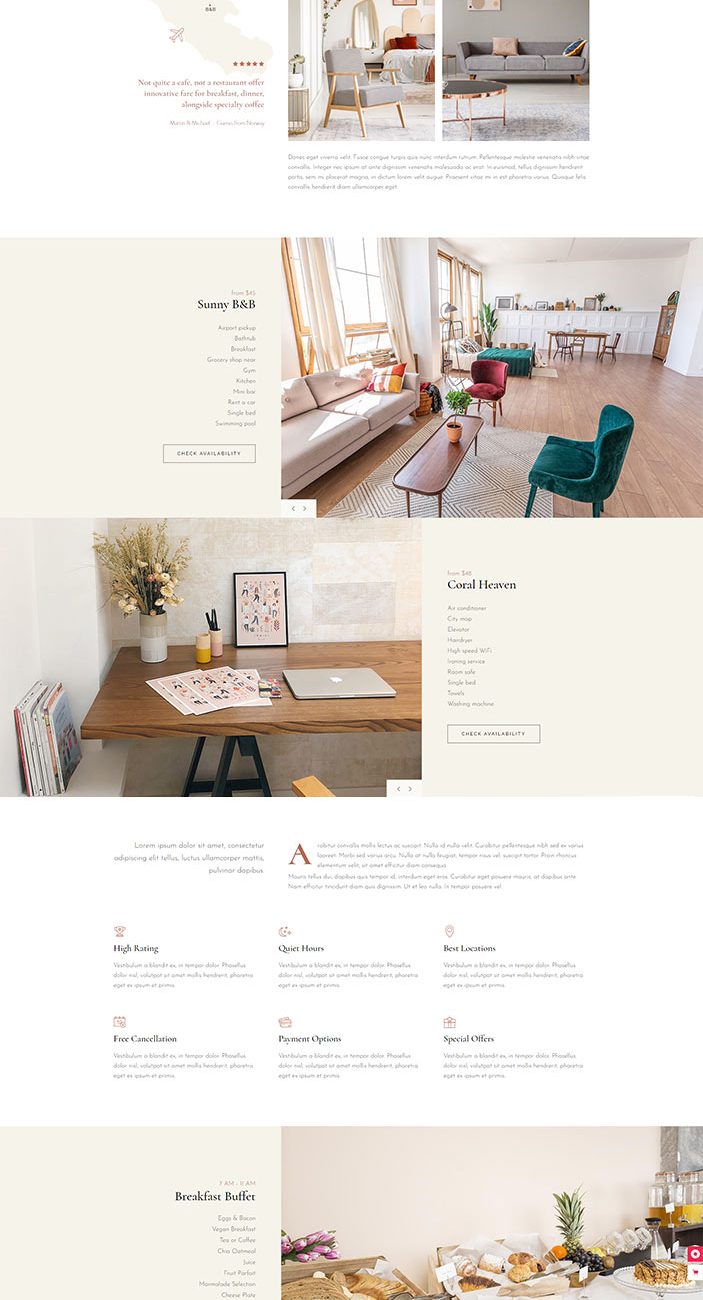 B&B
Not quite a cafe, not a restaurant offer
innovative fare for breakfast, dinner,
alongside specialty coffee
Martin & Michael - Guests from Norway
Donec eget viverra velit. Fusce congue turpis quis nunc interdum rutrum. Pellentesque molestie venenatis nibh vitae
convallis. Integer nec ipsum at ante dignissim venenatis malesuada ac erat. In euismod, tellus dignissim hendrerit
porta, sem mi placerat magna, in dictum lorem velit augue. Praesent vitae mi in est pharetra varius. Quisque felis
convallis hendrerit diam ullamcorper eget.
from $45
Sunny B&B
Airport pickup
Bathtub
Breakfast
Grocery shop near
Gym
Kitchen
Mini bar
Rent a car
Single bed
Swimming pool
CHECK AVAILABILITY
from $48
Coral Heaven
Air conditioner
City map
Elevator
Hairdryer
High speed WiFi
Ironing service
Room safe
Single bed
Towels
Washing machine
CHECK AVAILABILITY
Lorem ipsum dolor sit amet, consectetur
adipiscing elit tellus, luctus ullamcorper mattis,
pulvinar dapibus.
A rabitur convallis mollis lectus ac suscipit. Nulla id nulla velit. Curabitur pellentesque nibh sed ex varius
laoreet. Morbi sed varius arcu. Nulla at nulla feugiat, tempor risus vel, suscipit tortor. Proin rhoncus
elementum velit, sit amet efficitur diam consequa
Mauris tellus dui, dapibus quis tempor id, interdum eget eros. Curabitur eget posuere mauris, at dapibus ante.
Nam efficitur tincidunt diam quis dignissim. Ut et leo nulla. In tempor posuere vel.
High Rating
Vestibulum a blandit ex, in tempor dolor. Phasellus
dolor nisl, volutpat sit amet mollis hendrerit, pharetra
eget ex ipsum et primis.
Quiet Hours
Vestibulum a blandit ex, in tempor dolor. Phasellus
dolor nisl, volutpat sit amet mollis hendrerit, pharetra
eget ex ipsum et primis.
Best Locations
Vestibulum a blandit ex, in tempor dolor. Phasellus
dolor nisl, volutpat sit amet mollis hendrerit, pharetra
eget ex ipsum et primis.
Free Cancellation
Vestibulum a blandit ex, in tempor dolor. Phasellus
dolor nisl, volutpat sit amet mollis hendrerit, pharetra
eget ex ipsum et primis.
Payment Options
Vestibulum a blandit ex, in tempor dolor. Phasellus
dolor nisl, volutpat sit amet mollis hendrerit, pharetra
eget ex ipsum et primis.
Special Offers
Vestibulum a blandit ex, in tempor dolor. Phasellus
dolor nisl, volutpat sit amet mollis hendrerit, pharetra
eget ex ipsum et primis.
7 AM - 11 AM
Breakfast Buffet
Eggs & Bacon
Vegan Breakfast
Tea or Coffee
Chia Oatmeal
Juice
Fruit Parfait
Marmalade Selection
Cheese Plate